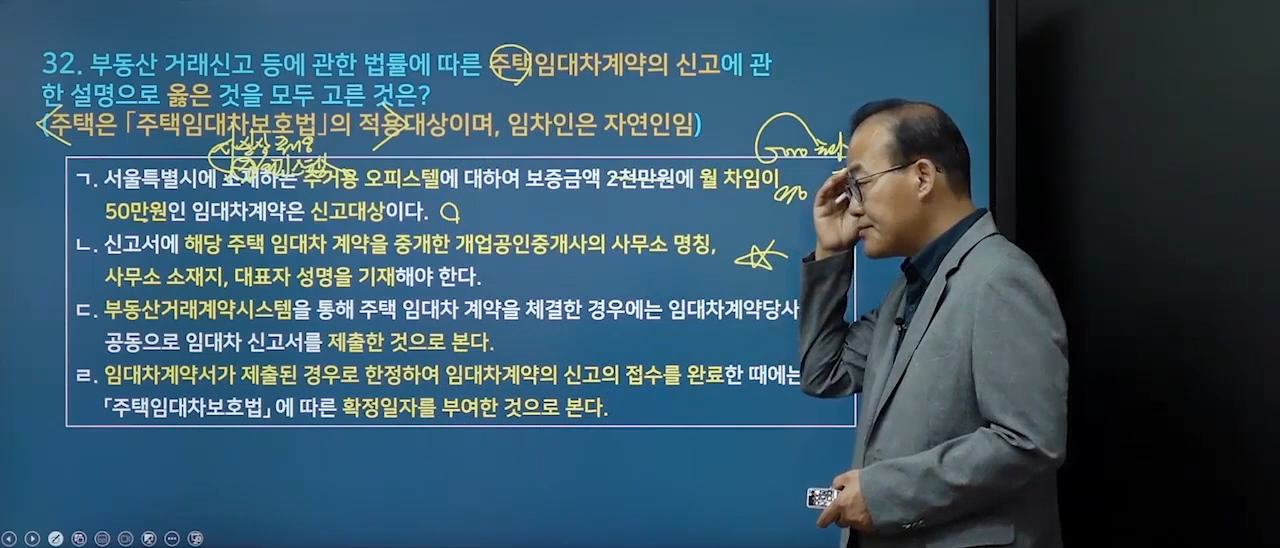 32. 부동산 거래신고 등에 관한 법률에 따른 주택임대차계약의 신고에 관
한 설명으로 옳은 것을 모두 고른 것은?
(주택은 「주택임대차보호법」의 적용대상이며, 임차인은 자연인임)
ㄱ. 서울특별시에 소재하는 주거용 오피스텔에 대하여 보증금액 2천만원에 월 차임이
50만원인 임대차계약은 신고대상이다.
ㄴ. 신고서에 해당 주택 임대차 계약을 중개한 개업공인중개사의 사무소 명칭,
사무소 소재지, 대표자 성명을 기재해야 한다.
ㄷ. 부동산거래계약시스템을 통해 주택 임대차 계약을 체결한 경우에는 임대차계약당사
공동으로 임대차 신고서를 제출한 것으로 본다.
ㄹ. 임대차계약서가 제출된 경우로 한정하여 임대차계약의 신고의 접수를 완료한 때에는
「주택임대차보호법」에 따른 확정일자를 부여한 것으로 본다.